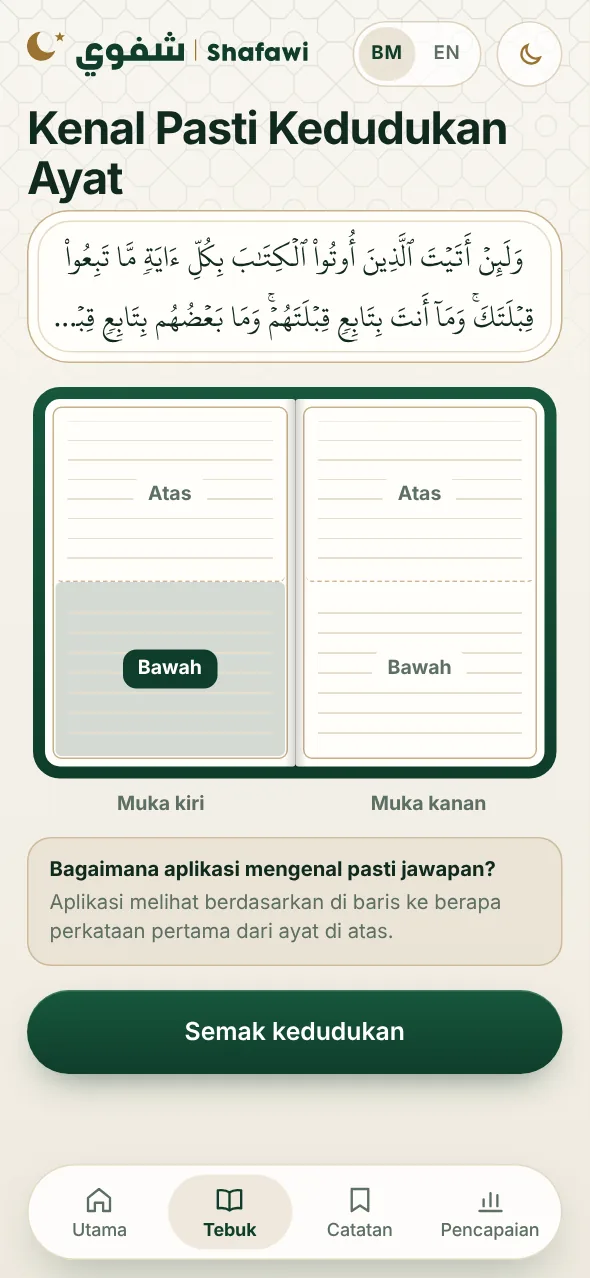 شفوي | Shafawi
BM EN
Kenal Pasti Kedudukan
Ayat
وَلَئِنۡ أَتَيۡتَ ٱلَّذِينَ أُوتُواْ ٱلۡكِتَٰبَ بِكُلِّ ءَايَةٖ مَّا تَبِعُواْ
قِبۡلَتَكَۚ وَمَآ أَنتَ بِتَابِعٖ قِبۡلَتَهُمۡۚ وَمَا بَعۡضُهُم بِتَابِعٖ قِبۡ...
Atas Atas
Bawah Bawah
Muka kiri Muka kanan
Bagaimana aplikasi mengenal pasti jawapan?
Aplikasi melihat berdasarkan di baris ke berapa
perkataan pertama dari ayat di atas.
Semak kedudukan
Utama Tebuk Catatan Pencapaian